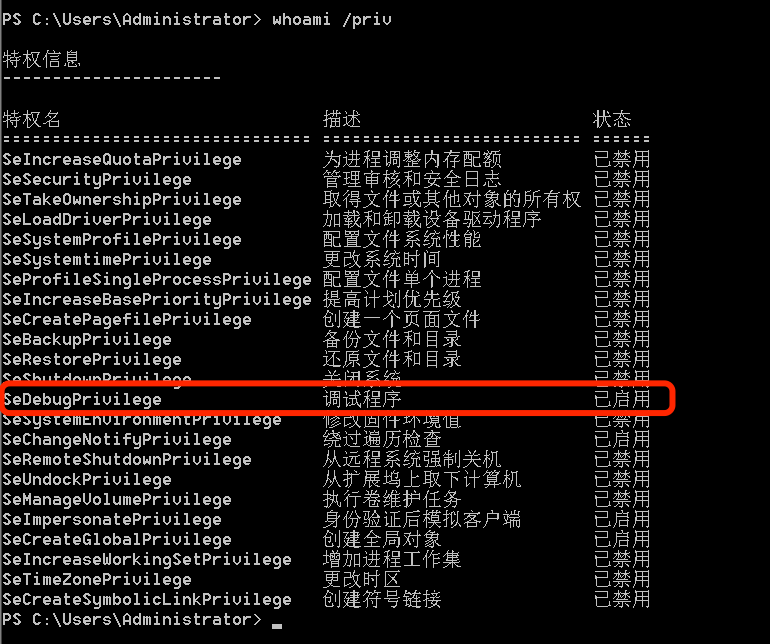 PS C:\Users\Administrator> whoami /priv
特权信息
----------------------
特权名 描述 状态
=============================== ========================== ======
SeIncreaseQuotaPrivilege 为进程调整内存配额 已禁用
SeSecurityPrivilege 管理审核和安全日志 已禁用
SeTakeOwnershipPrivilege 取得文件或其他对象的所有权 已禁用
SeLoadDriverPrivilege 加载和卸载设备驱动程序 已禁用
SeSystemProfilePrivilege 配置文件系统性能 已禁用
SeSystemtimePrivilege 更改系统时间 已禁用
SeProfileSingleProcessPrivilege 配置文件单个进程 已禁用
SeIncreaseBasePriorityPrivilege 提高计划优先级 已禁用
SeCreatePagefilePrivilege 创建一个页面文件 已禁用
SeBackupPrivilege 备份文件和目录 已禁用
SeRestorePrivilege 还原文件和目录 已禁用
SeShutdownPrivilege 关闭系统 已禁用
SeDebugPrivilege 调试程序 已启用
SeSystemEnvironmentPrivilege 修改固件环境值 已禁用
SeChangeNotifyPrivilege 绕过遍历检查 已启用
SeRemoteShutdownPrivilege 从远程系统强制关机 已禁用
SeUndockPrivilege 从扩展坞上取下计算机 已禁用
SeManageVolumePrivilege 执行卷维护任务 已禁用
SeImpersonatePrivilege 身份验证后模拟客户端 已启用
SeCreateGlobalPrivilege 创建全局对象 已启用
SeIncreaseWorkingSetPrivilege 增加进程工作集 已禁用
SeTimeZonePrivilege 更改时区 已禁用
SeCreateSymbolicLinkPrivilege 创建符号链接 已禁用
PS C:\Users\Administrator> _